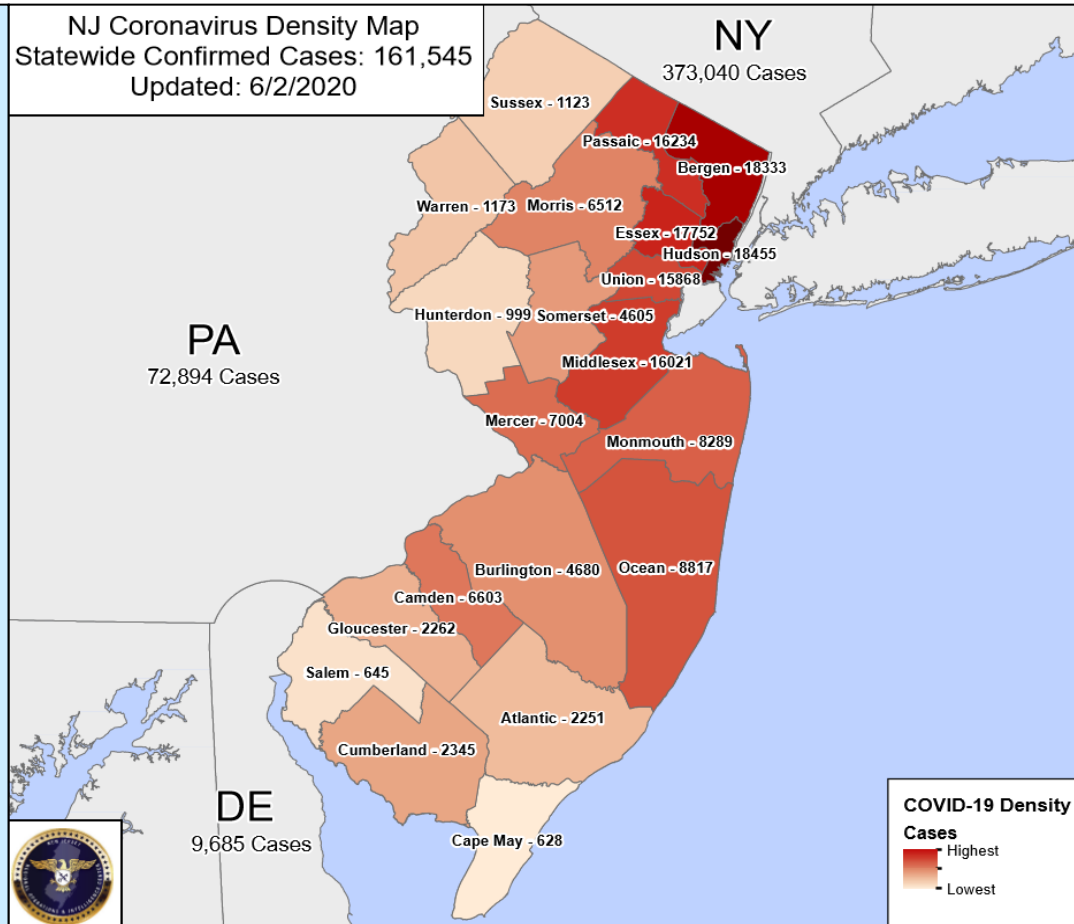 NJ Coronavirus Density Map
Statewide Confirmed Cases: 161,545
Updated: 6/2/2020
NY
373,040 Cases
Sussex - 1123
Passaic - 16234
Bergen - 18333
Warren - 1173
Morris - 6512
Essex - 17752
Hudson - 18455
Union - 15868
Hunterdon - 999
Somerset - 4605
PA
72,894 Cases
Middlesex - 16021
Mercer - 7004
Monmouth - 8289
Burlington - 4680
Ocean - 8817
Camden - 6603
Gloucester - 2262
Salem - 645
Atlantic - 2251
Cumberland - 2345
DE
9,685 Cases
Cape May - 628
COVID-19 Density
Cases
Highest
Lowest